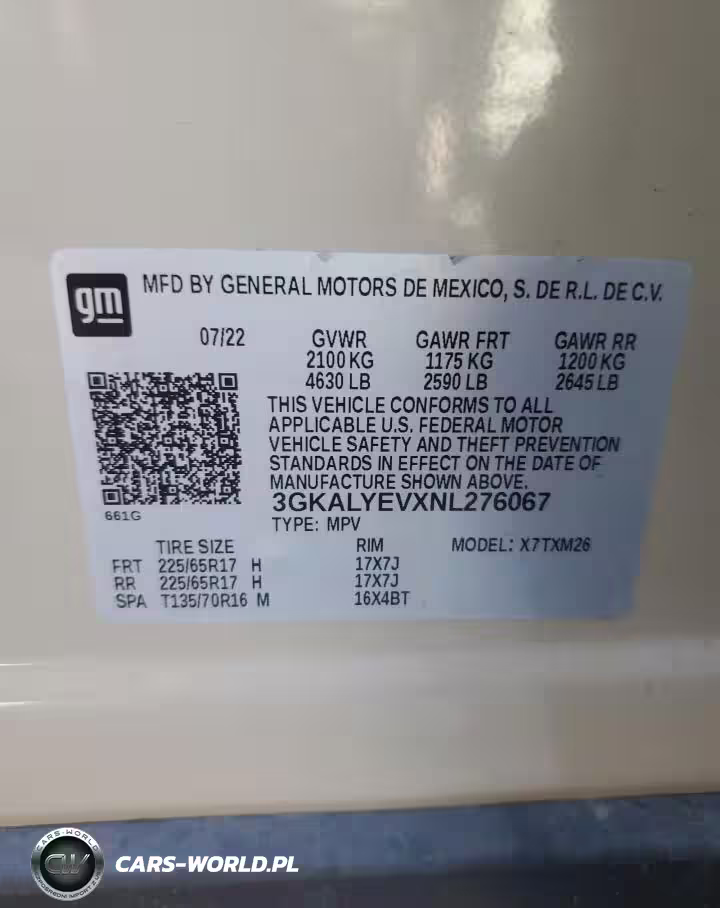 gm
MFD BY GENERAL MOTORS DE MEXICO, S. DE R.L. DE C.V.
07/22 GVWR GAWR FRT GAWR RR
2100 KG 1175 KG 1200 KG
4630 LB 2590 LB 2645 LB
THIS VEHICLE CONFORMS TO ALL
APPLICABLE U.S. FEDERAL MOTOR
VEHICLE SAFETY AND THEFT PREVENTION
STANDARDS IN EFFECT ON THE DATE OF
MANUFACTURE SHOWN ABOVE.
3GKALYEVXNL276067
661G
TYPE: MPV
TIRE SIZE RIM MODEL: X7TXM26
FRT 225/65R17 H 17X7J
RR 225/65R17 H 17X7J
SPA T135/70R16 M 16X4BT
CARS-WORLD
CW
CARS-WORLD.PL